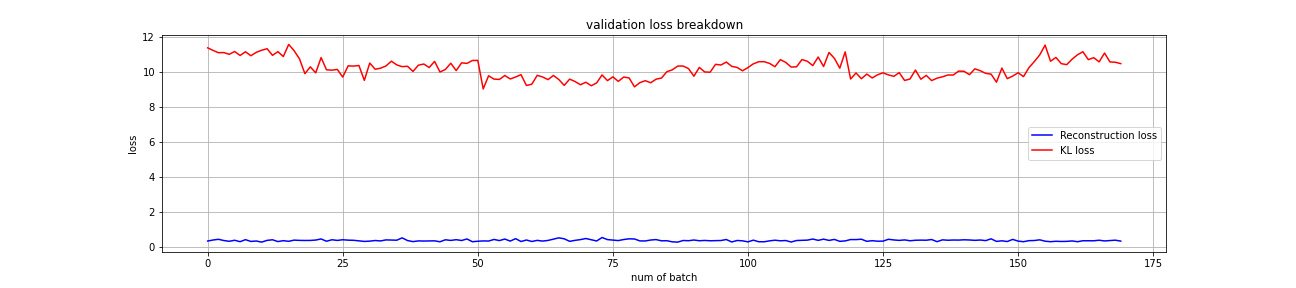 validation loss breakdown
12
10
8
6
4
2
0
loss
Reconstruction loss
KL loss
0 25 50 75 100 125 150 175
num of batch